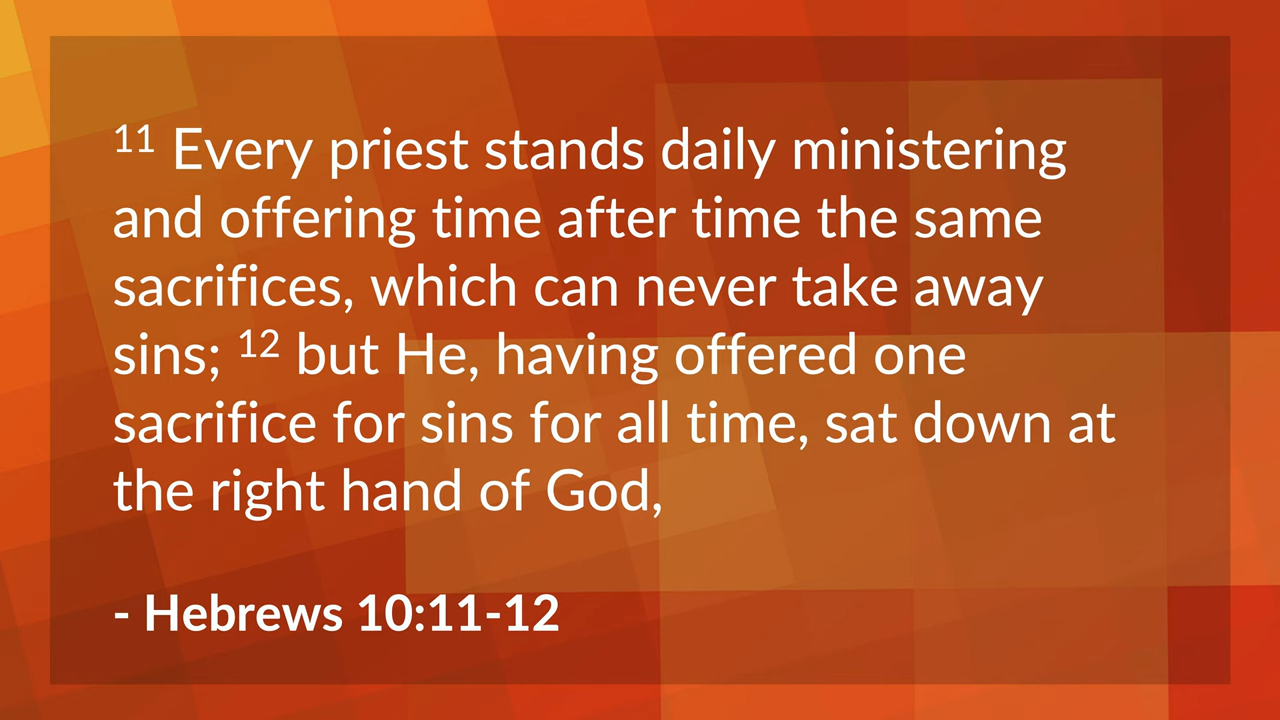 11 Every priest stands daily ministering
and offering time after time the same
sacrifices, which can never take away
sins; 12 but He, having offered one
sacrifice for sins for all time, sat down at
the right hand of God,
- Hebrews 10:11-12